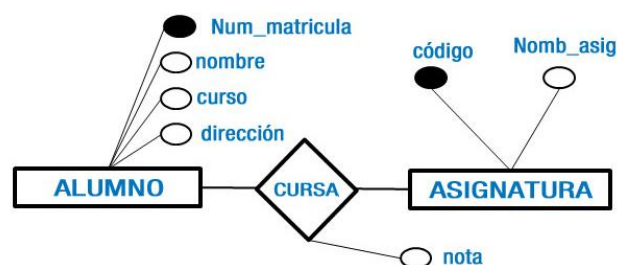 Num_matricula
nombre
curso
dirección
código
Nomb_asig
ALUMNO
CURSA
ASIGNATURA
nota